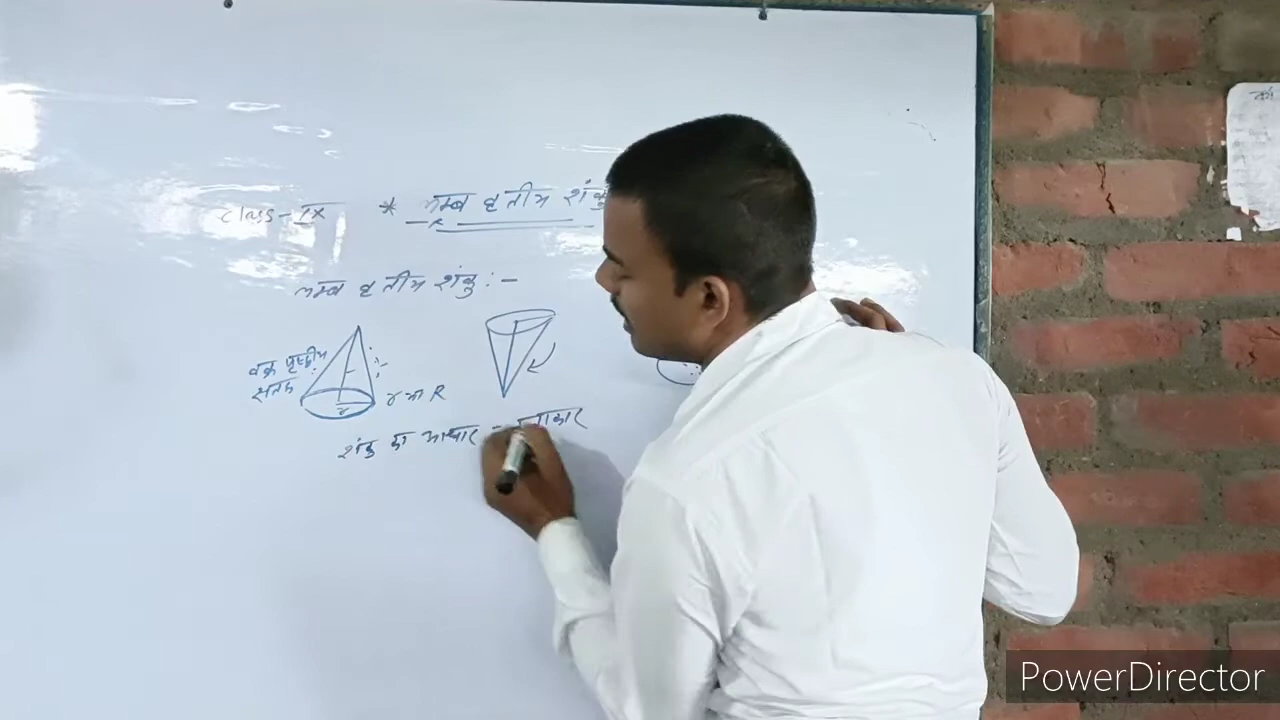 Class - IX * लम्ब वृतीय शंकु
लम्ब वृतीय शंकु : -
वक्र पृष्ठीय
सतह
r
r या R
शंकु का आधार =
PowerDirector